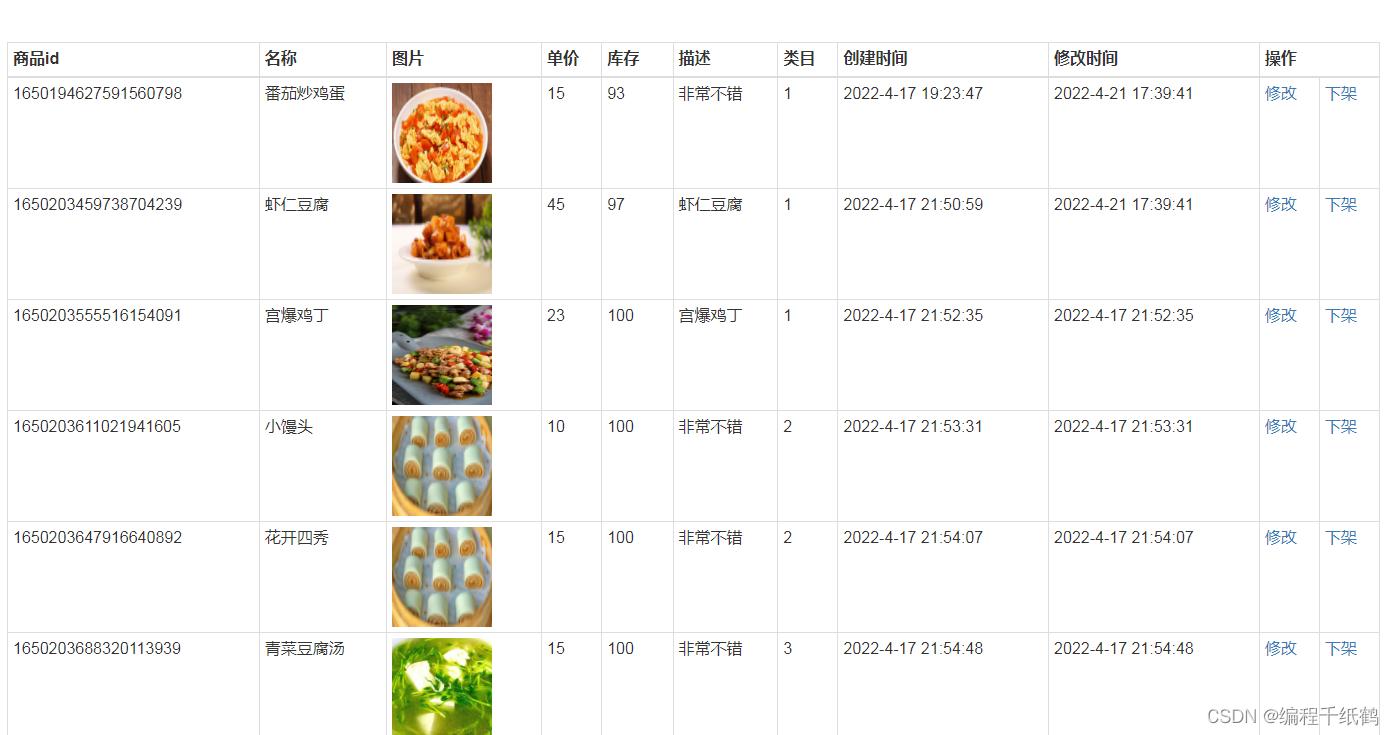 商品id 名称 图片 单价 库存 描述 类目 创建时间 修改时间 操作
1650194627591560798 番茄炒鸡蛋 15 93 非常不错 1 2022-4-17 19:23:47 2022-4-21 17:39:41 修改 下架
1650203459738704239 虾仁豆腐 45 97 虾仁豆腐 1 2022-4-17 21:50:59 2022-4-21 17:39:41 修改 下架
1650203555516154091 宫爆鸡丁 23 100 宫爆鸡丁 1 2022-4-17 21:52:35 2022-4-17 21:52:35 修改 下架
1650203611021941605 小馒头 10 100 非常不错 2 2022-4-17 21:53:31 2022-4-17 21:53:31 修改 下架
1650203647916640892 花开四秀 15 100 非常不错 2 2022-4-17 21:54:07 2022-4-17 21:54:07 修改 下架
1650203688320113939 青菜豆腐汤 15 100 非常不错 3 2022-4-17 21:54:48 2022-4-17 21:54:48 修改 下架
CSDN @编程千纸鹤